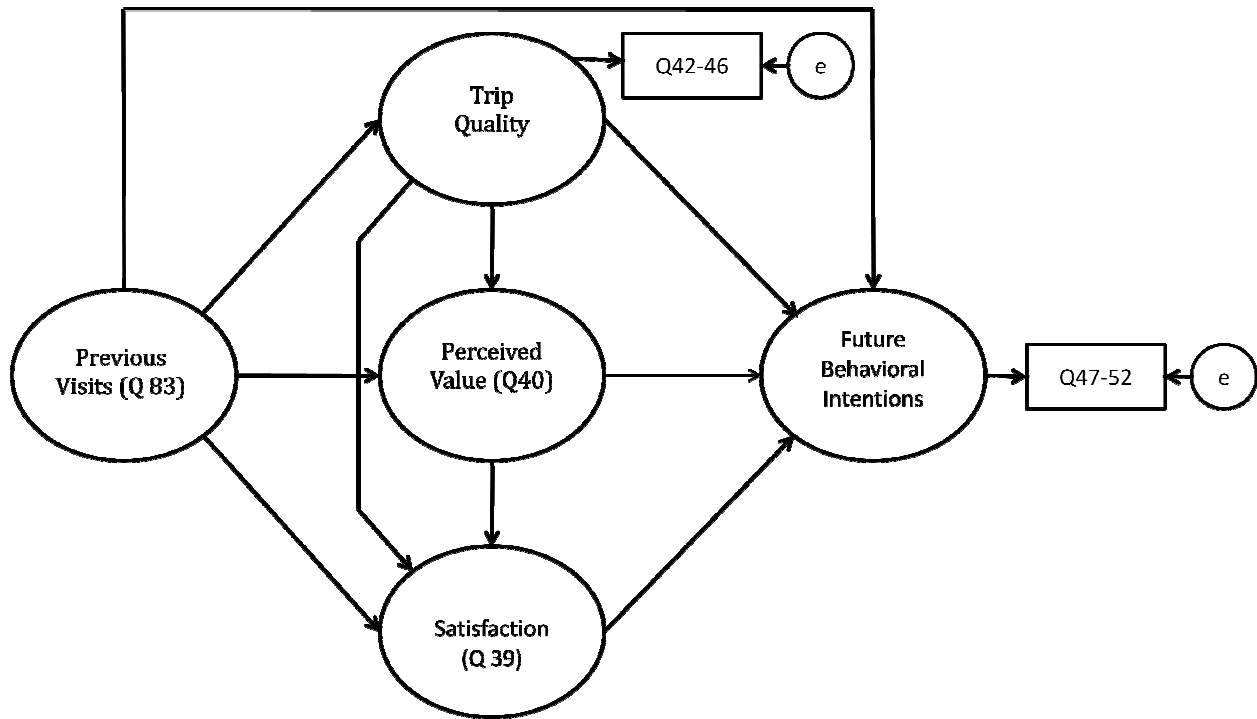 Trip
Quality
Q42-46
e
Previous
Visits (Q 83)
Perceived
Value (Q40)
Future
Behavioral
Intentions
Q47-52
e
Satisfaction
(Q 39)